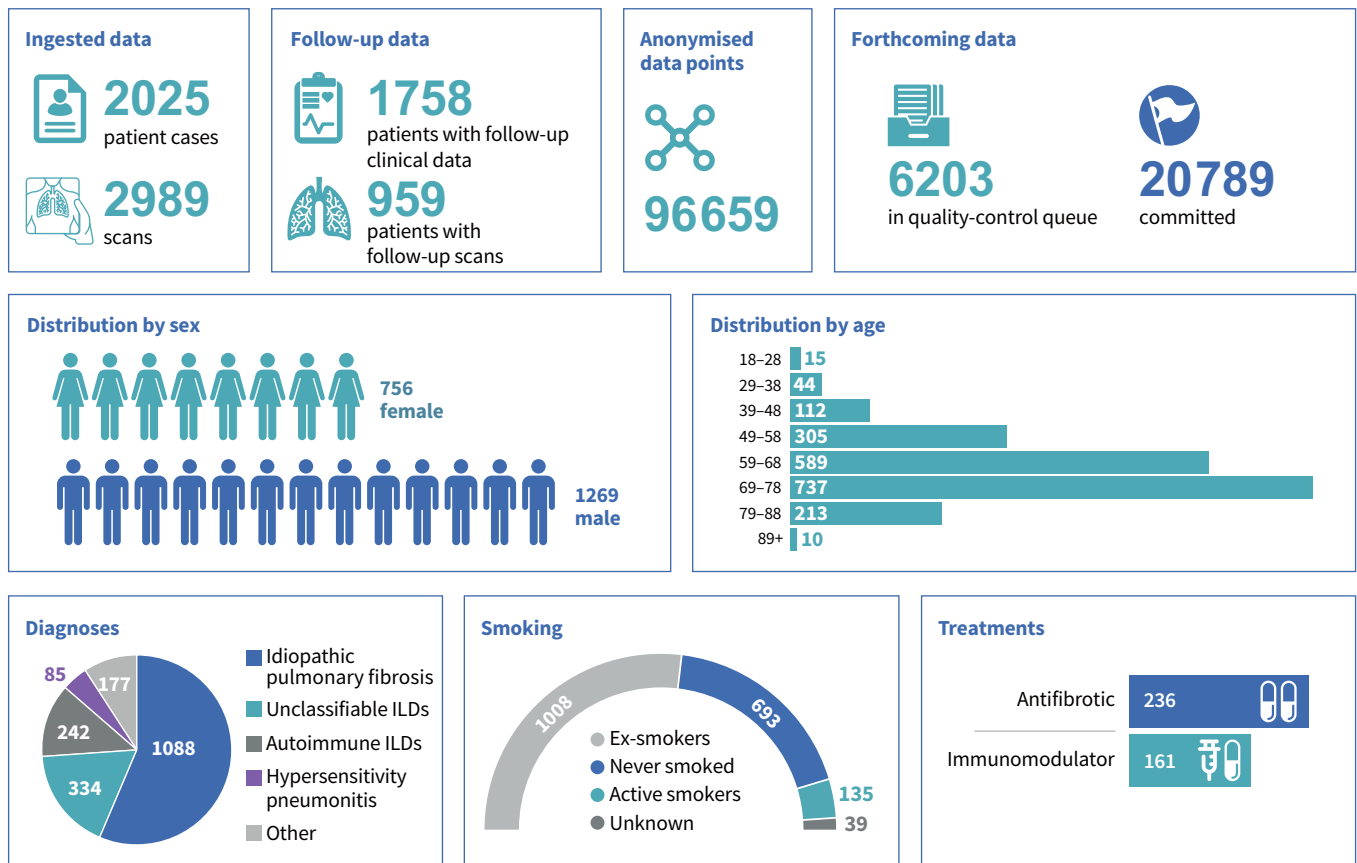 Ingested data
2025
patient cases
2989
scans
Follow-up data
1758
patients with follow-up
clinical data
959
patients with
follow-up scans
Anonymised
data points
96659
Forthcoming data
6203
in quality-control queue
20789
committed
Distribution by sex
756
female
1269
male
Distribution by age
18–28 15
29–38 44
39–48 112
49–58 305
59–68 589
69–78 737
79–88 213
89+ 10
Diagnoses
85
177
242
334
1088
Idiopathic
pulmonary fibrosis
Unclassifiable ILDs
Autoimmune ILDs
Hypersensitivity
pneumonitis
Other
Smoking
1008
693
135
39
Ex-smokers
Never smoked
Active smokers
Unknown
Treatments
Antifibrotic 236
Immunomodulator 161